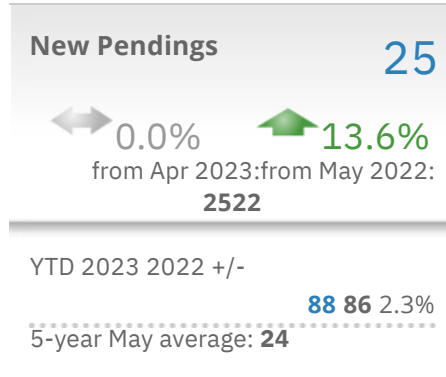 New Pendings
25
0.0% 13.6%
from Apr 2023:from May 2022:
2522
YTD 2023 2022 +/-
88 86 2.3%
5-year May average: 24